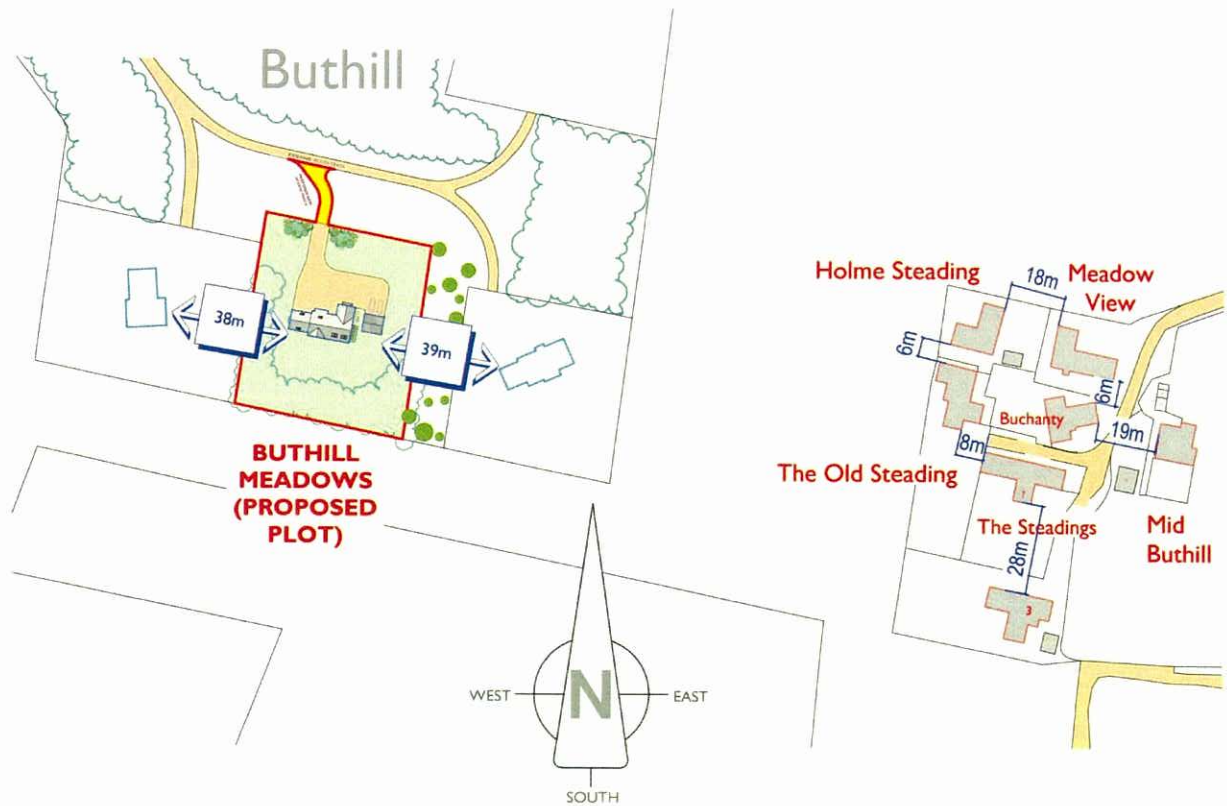 Buthill
38m
39m
BUTHILL
MEADOWS
(PROPOSED
PLOT)
Holme Steading
18m
Meadow
View
6m
6m
Buchanty
19m
8m
The Old Steading
The Steadings
Mid
Buthill
28m
3
N
WEST
EAST
SOUTH